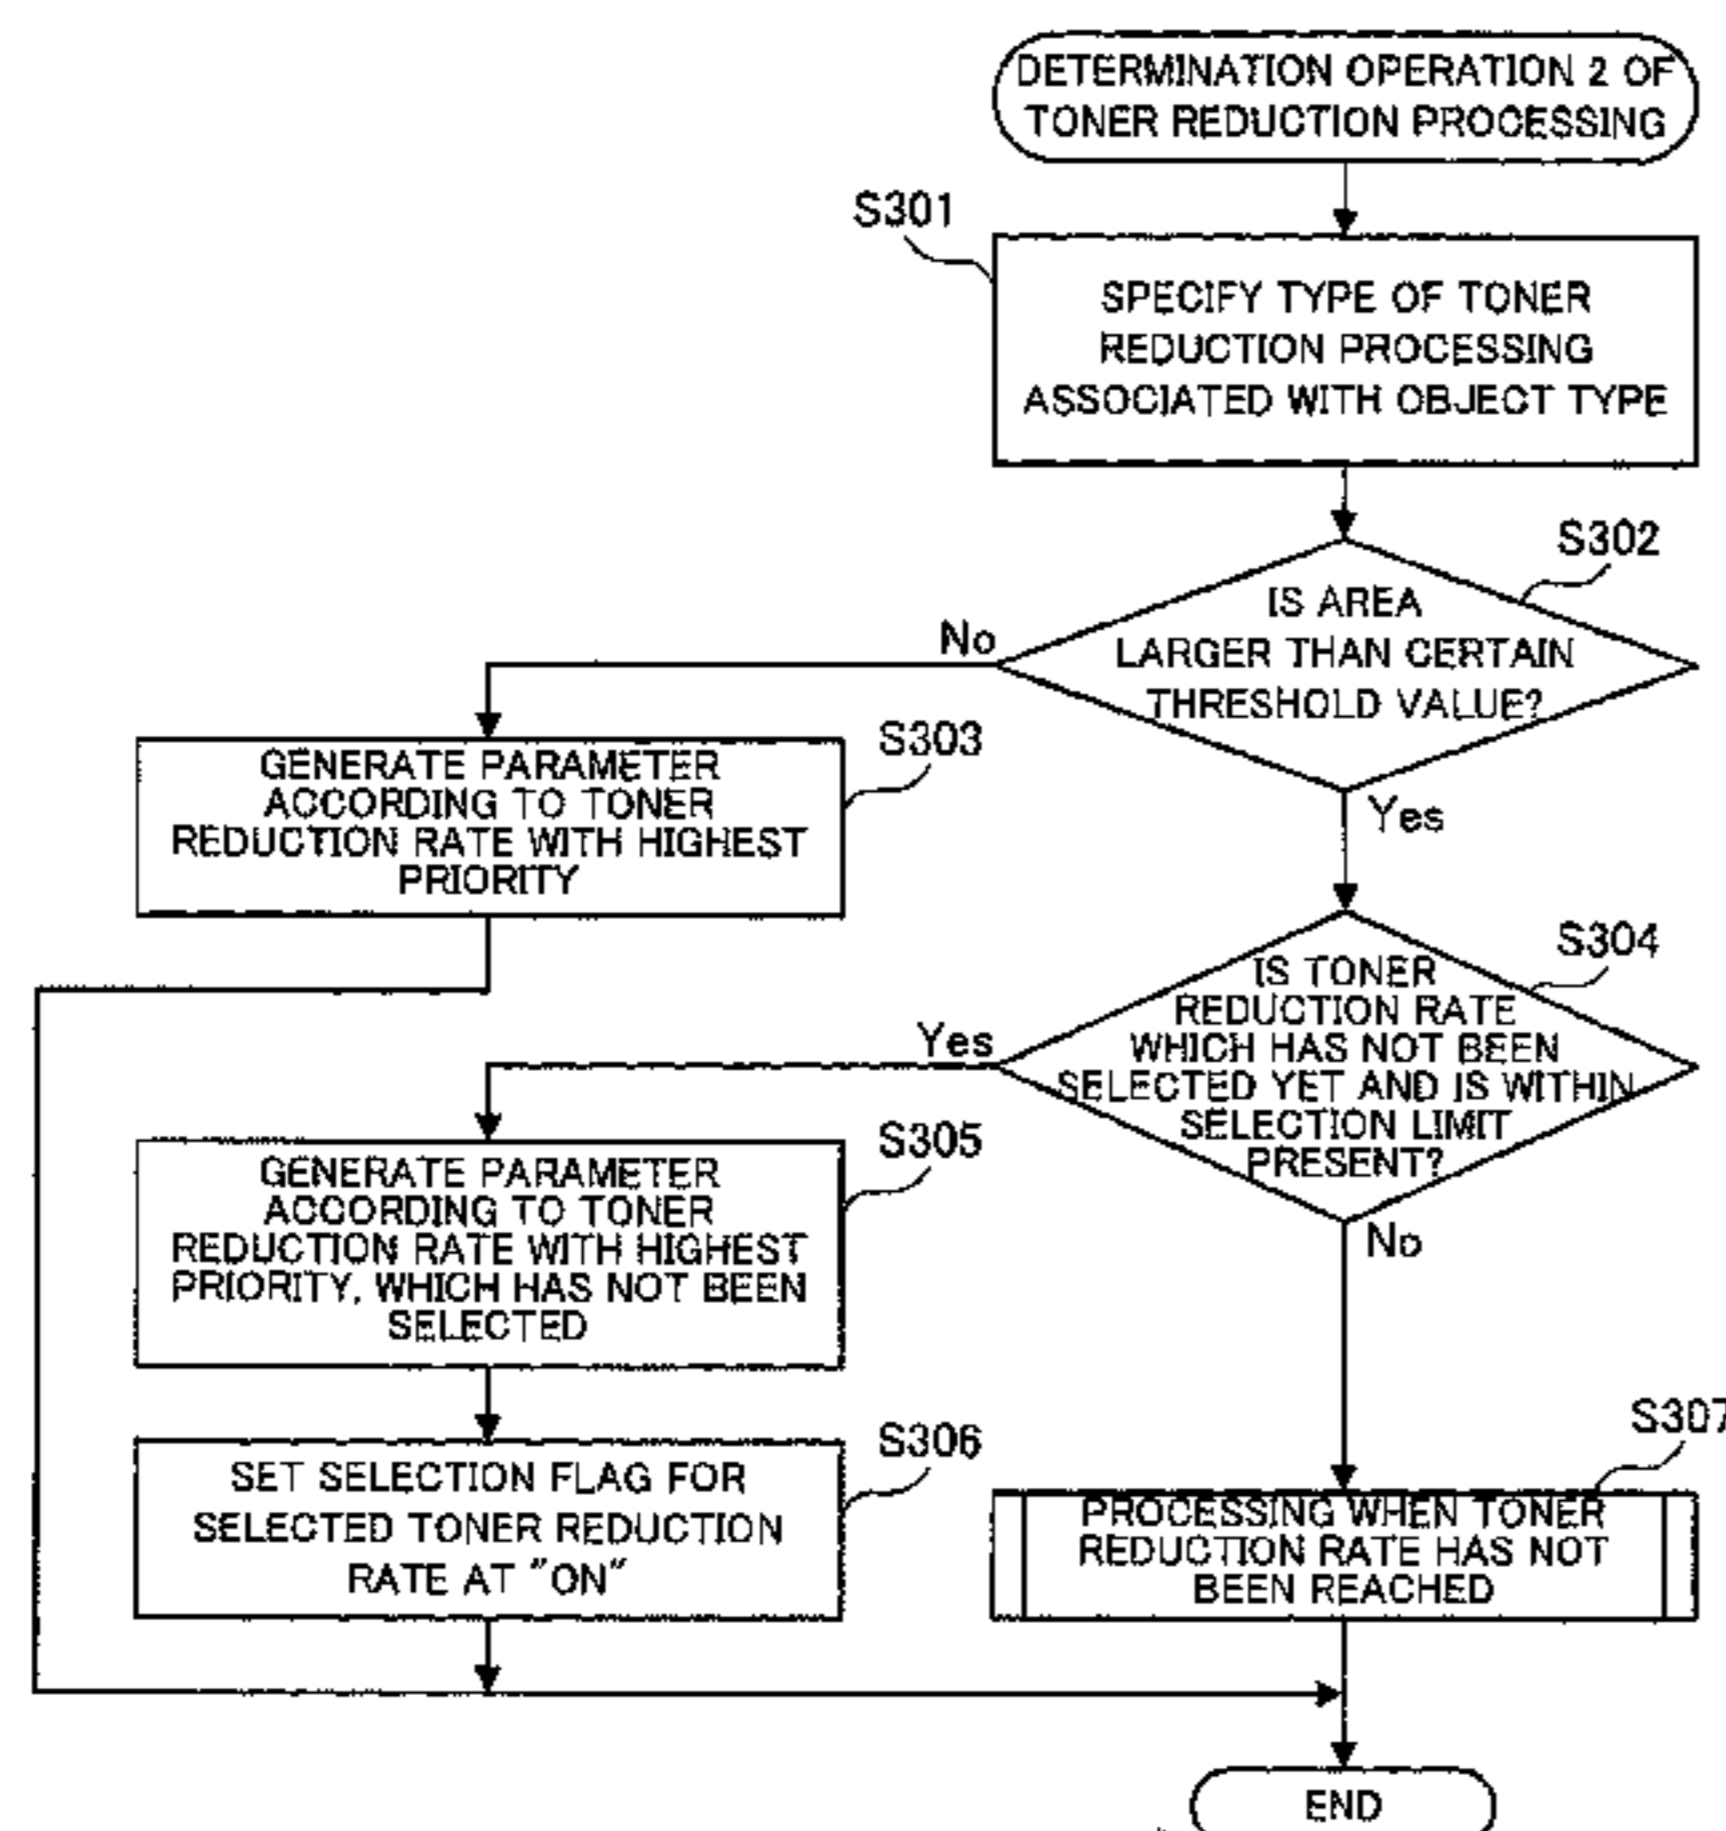 DETERMINATION OPERATION 2 OF
TONER REDUCTION PROCESSING
S301
SPECIFY TYPE OF TONER
REDUCTION PROCESSING
ASSOCIATED WITH OBJECT TYPE
S302
IS AREA
LARGER THAN CERTAIN
THRESHOLD VALUE?
No
Yes
S303
GENERATE PARAMETER
ACCORDING TO TONER
REDUCTION RATE WITH HIGHEST
PRIORITY
S304
IS TONER
REDUCTION RATE
WHICH HAS NOT BEEN
SELECTED YET AND IS WITHIN
SELECTION LIMIT
PRESENT?
Yes
No
S305
GENERATE PARAMETER
ACCORDING TO TONER
REDUCTION RATE WITH HIGHEST
PRIORITY, WHICH HAS NOT BEEN
SELECTED
S306
SET SELECTION FLAG FOR
SELECTED TONER REDUCTION
RATE AT "ON"
S307
PROCESSING WHEN TONER
REDUCTION RATE HAS NOT
BEEN REACHED
END